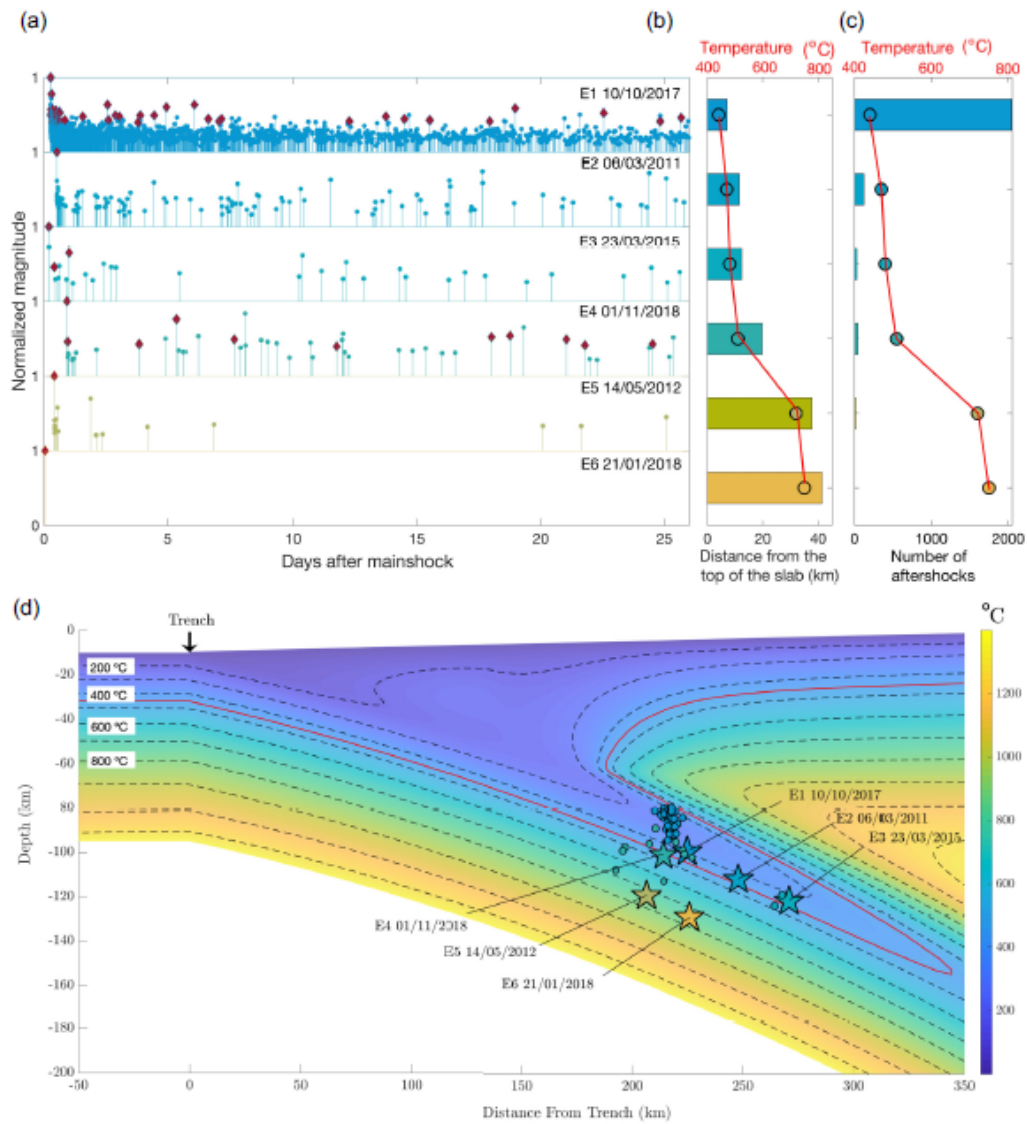 (a)
(b)
(c)
Temperature (°C)
400 600 800
Temperature (°C)
400 600 800
Normalized magnitude
1
1
1
1
1
1
0
E1 10/10/2017
E2 06/03/2011
E3 23/03/2015
E4 01/11/2018
E5 14/05/2012
E6 21/01/2018
0 5 10 15 20 25
Days after mainshock
0 20 40
Distance from the
top of the slab (km)
0 1000 2000
Number of
aftershocks
(d)
Trench
°C
0
-20
-40
-60
-80
-100
-120
-140
-160
-180
-200
Depth (km)
200 °C
400 °C
600 °C
800 °C
E1 10/10/2017
E2 06/03/2011
E3 23/03/2015
E4 01/11/2018
E5 14/05/2012
E6 21/01/2018
1200
1000
800
600
400
200
-50 0 50 100 150 200 250 300 350
Distance From Trench (km)